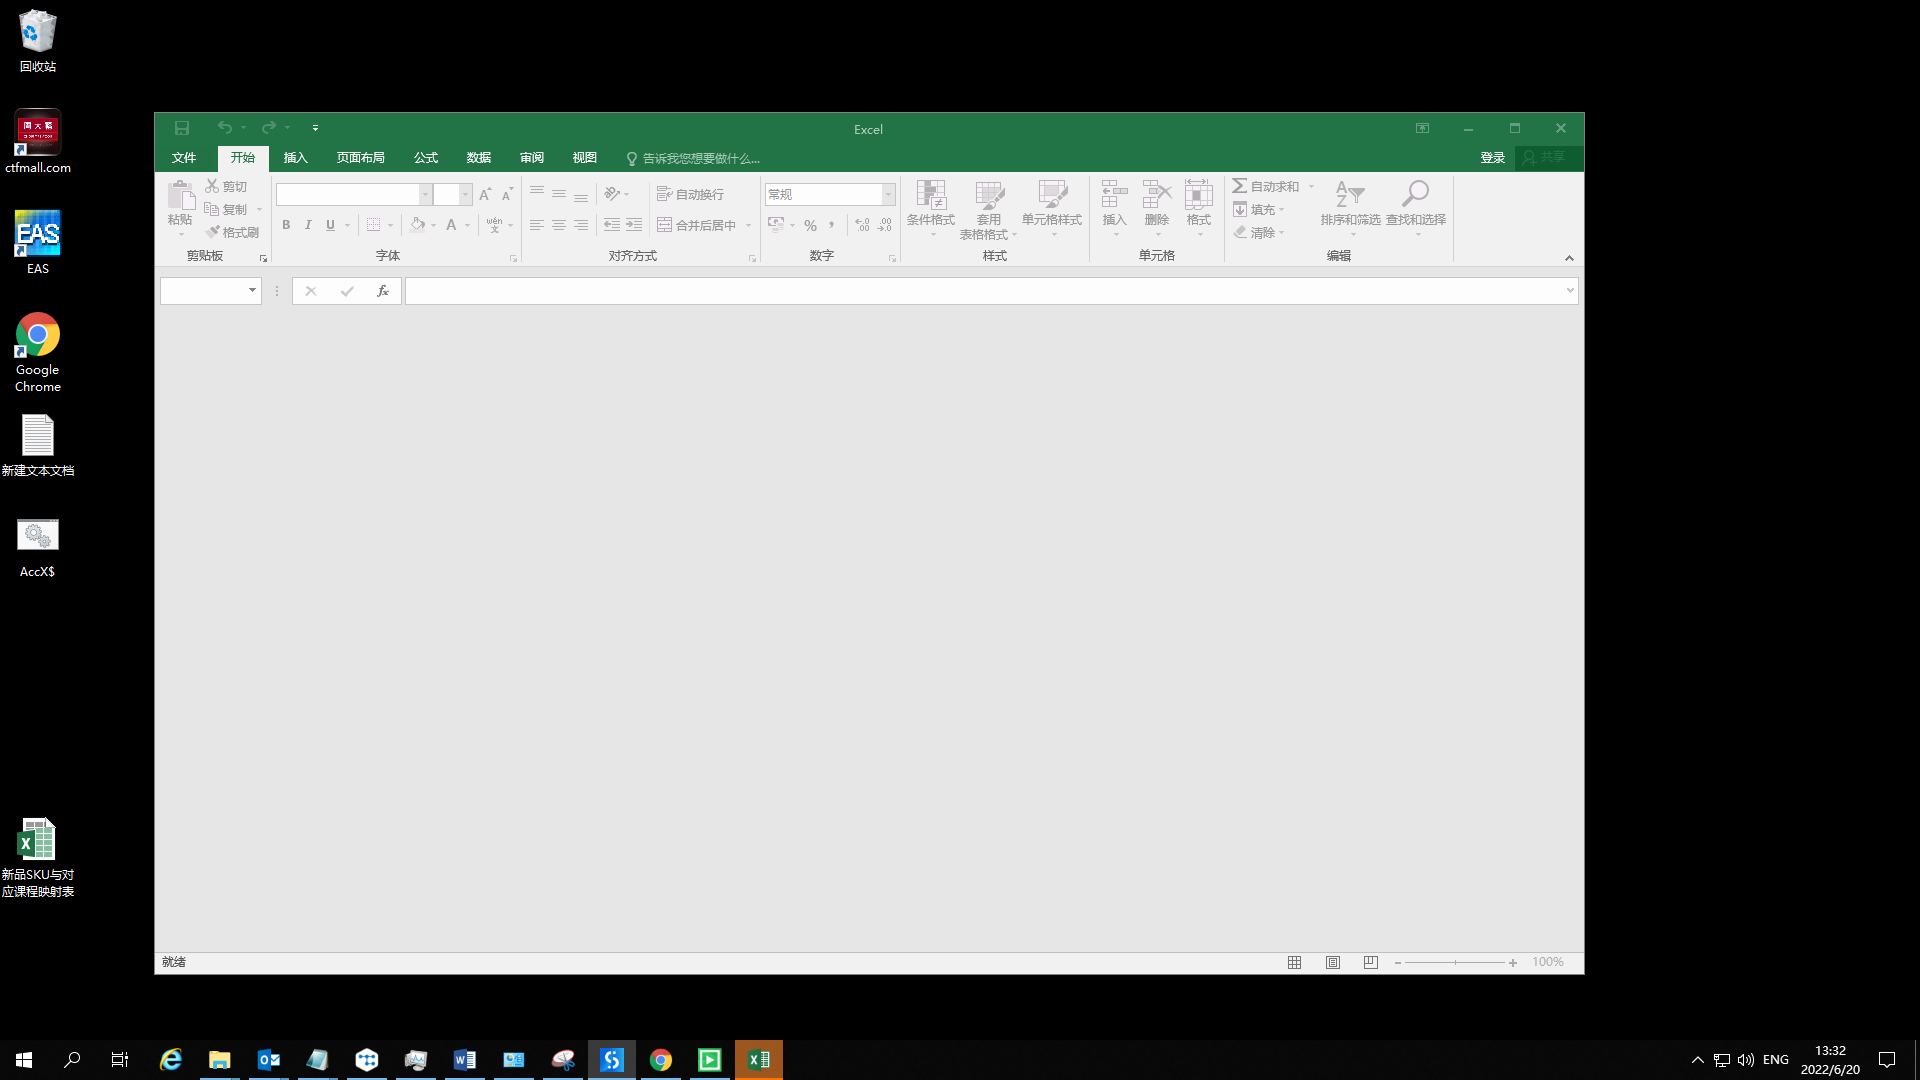 回收站
周大福
ctfmall.com
EAS
EAS
Google
Chrome
新建文本文档
AccX$
新品SKU与对
应课程映射表
Excel
文件 开始 插入 页面布局 公式 数据 审阅 视图 告诉我您想要做什么... 登录 共享
粘贴 剪切 复制 格式刷
剪贴板
B I U A wén 文
字体
自动换行
合并后居中
对齐方式
常规
% ,
数字
条件格式 套用
表格格式 单元格样式
样式
插入 删除 格式
单元格
自动求和
填充
清除
排序和筛选 查找和选择
编辑
fx
就绪
100%
ENG
13:32
2022/6/20